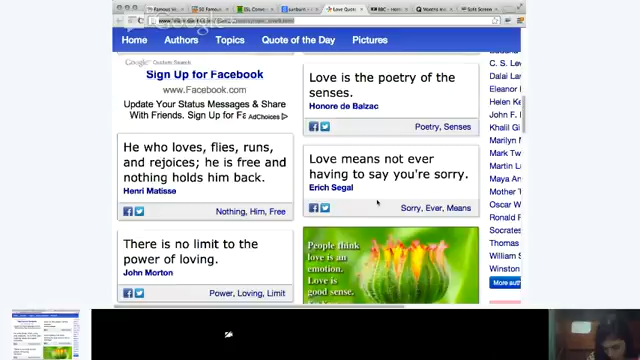 Love Quot
BBC - Hom
Home Authors Topics Quote of the Day Pictures
Sign Up for Facebook
www.Facebook.com
Update Your Status Messages & Share
With Friends. Sign Up Fa
AdChoices
He who loves, flies, runs,
and rejoices; he is free and
nothing holds him back.
Henri Matisse
Nothing, Him, Free
There is no limit to the
power of loving.
John Morton
Power, Loving, Limit
Love is the poetry of the
senses.
Honore de Balzac
Poetry, Senses
Love means not ever
having to say you're sorry.
Erich Segal
Sorry, Ever, Means
People think
love is an
emotion.
Love is
good sense.
C. S. Lew
Dalai Lam
Eleanor
Helen Ke
John F.
Khalil Gi
Marilyn
Mark Tw
Martin L
Maya An
Mother T
Oscar W
Ronald
Socrates
Thomas
William S
Winston
More auth